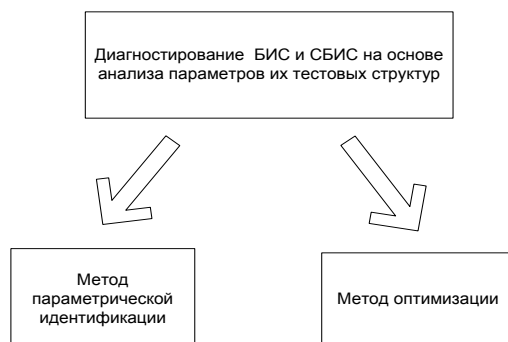 Диагностирование БИС и СБИС на основе
анализа параметров их тестовых структур
Метод
параметрической
идентификации
Метод оптимизации